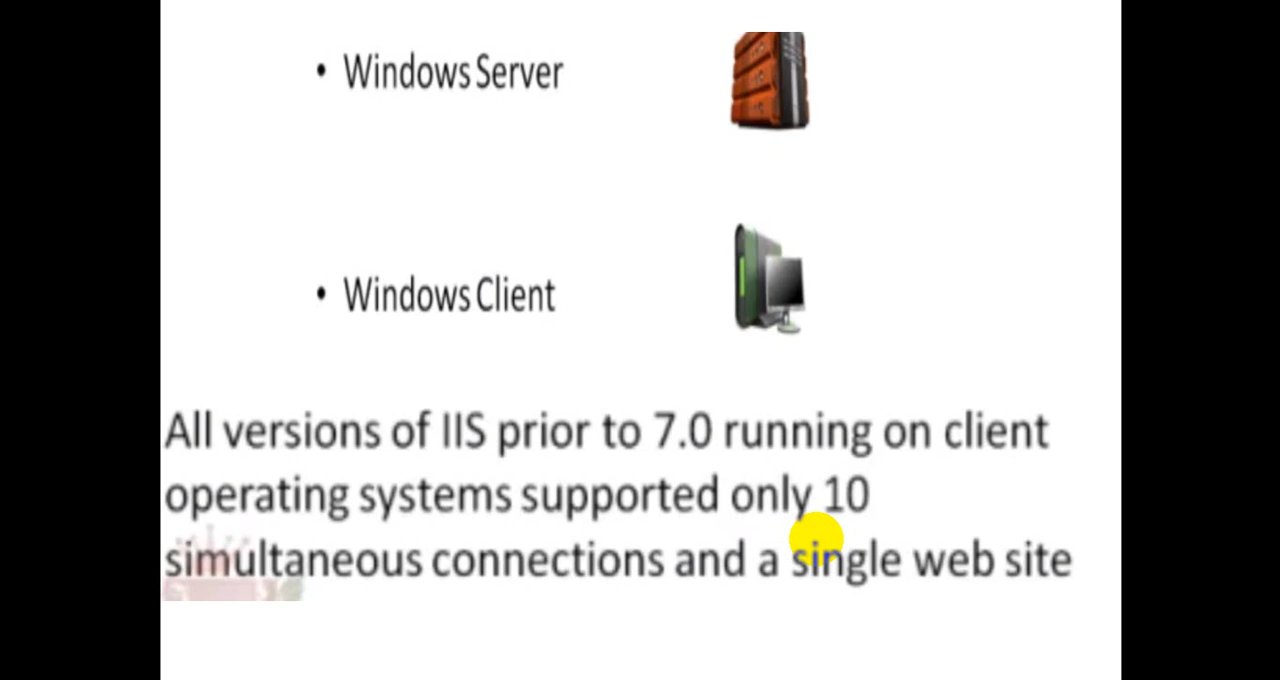 • Windows Server
• Windows Client
All versions of IIS prior to 7.0 running on client
operating systems supported only 10
simultaneous connections and a single web site